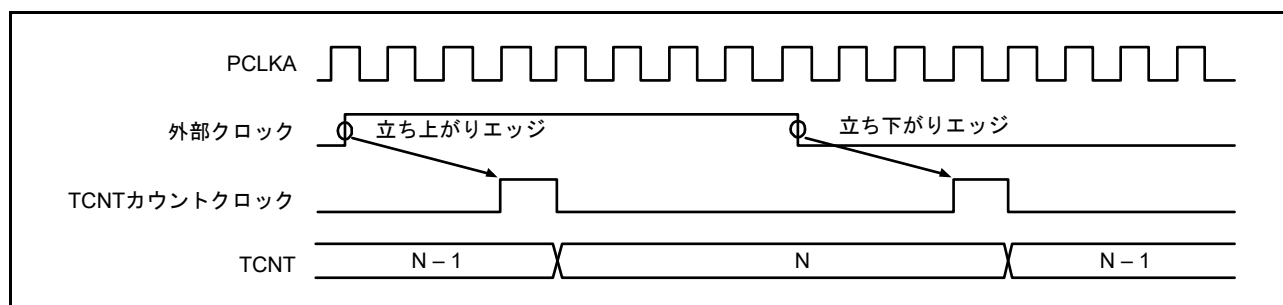 PCLKA
外部クロック
立ち上がりエッジ
立ち下がりエッジ
TCNTカウントクロック
TCNT
N – 1
N
N – 1